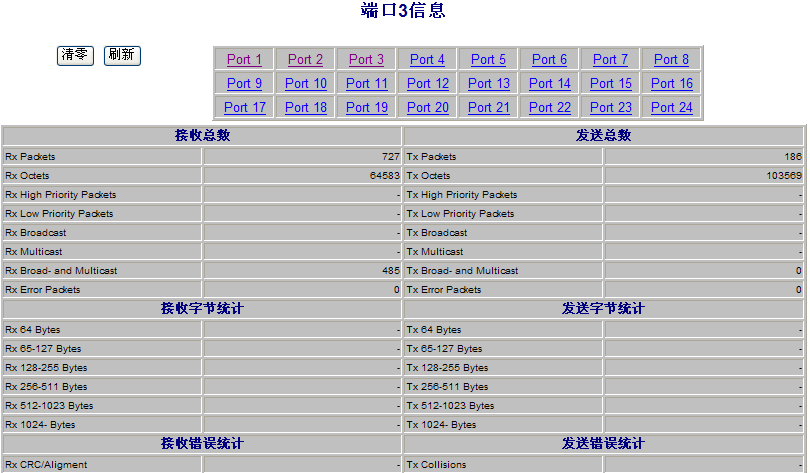 端口3信息
清零 刷新
Port 1 Port 2 Port 3 Port 4 Port 5 Port 6 Port 7 Port 8
Port 9 Port 10 Port 11 Port 12 Port 13 Port 14 Port 15 Port 16
Port 17 Port 18 Port 19 Port 20 Port 21 Port 22 Port 23 Port 24
接收总数 发送总数
Rx Packets 727 Tx Packets 186
Rx Octets 64583 Tx Octets 103569
Rx High Priority Packets - Tx High Priority Packets -
Rx Low Priority Packets - Tx Low Priority Packets -
Rx Broadcast - Tx Broadcast -
Rx Multicast - Tx Multicast -
Rx Broad- and Multicast 485 Tx Broad- and Multicast 0
Rx Error Packets 0 Tx Error Packets 0
接收字节统计 发送字节统计
Rx 64 Bytes - Tx 64 Bytes -
Rx 65-127 Bytes - Tx 65-127 Bytes -
Rx 128-255 Bytes - Tx 128-255 Bytes -
Rx 256-511 Bytes - Tx 256-511 Bytes -
Rx 512-1023 Bytes - Tx 512-1023 Bytes -
Rx 1024- Bytes - Tx 1024- Bytes -
接收错误统计 发送错误统计
Rx CRC/Aligment - Tx Collisions -